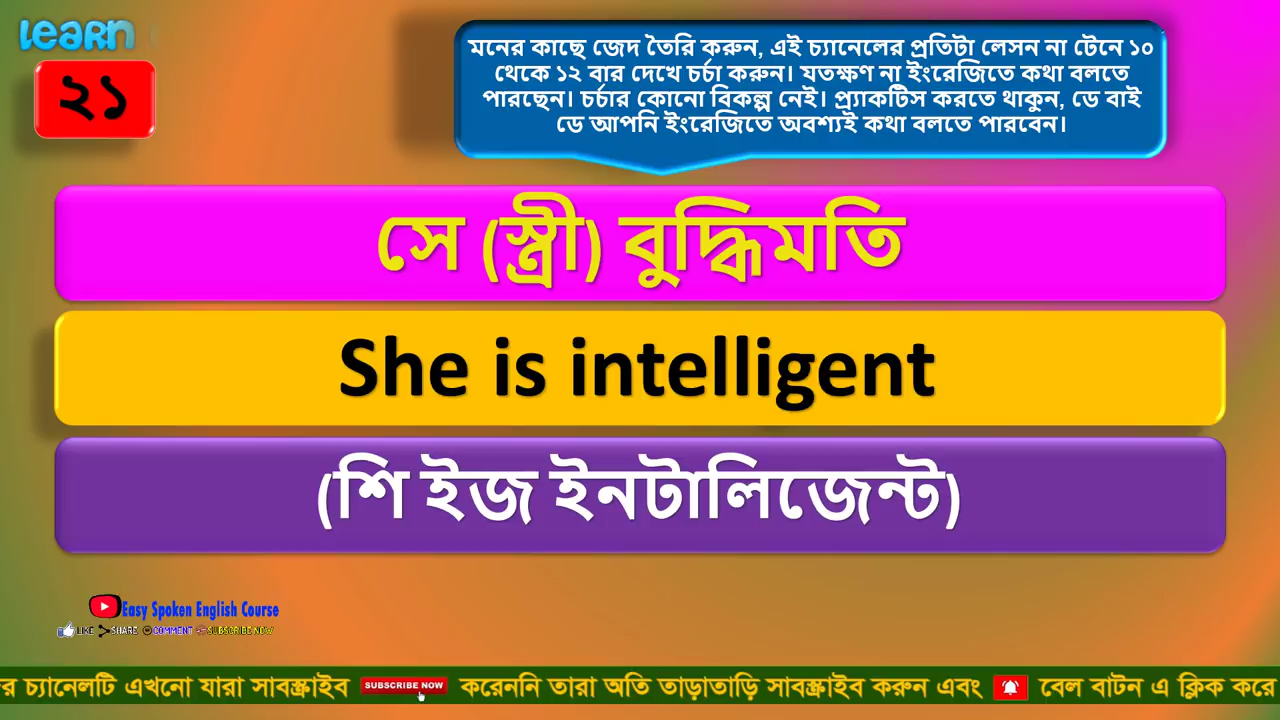 Learn
২১
মনের কাছে জেদ তৈরি করুন, এই চ্যানেলের প্রতিটা লেসন না টেনে ১০
থেকে ১২ বার দেখে চর্চা করুন। যতক্ষণ না ইংরেজিতে কথা বলতে
পারছেন। চর্চার কোনো বিকল্প নেই। প্র্যাকটিস করতে থাকুন, ডে বাই
ডে আপনি ইংরেজিতে অবশ্যই কথা বলতে পারবেন।
সে (স্ত্রী) বুদ্ধিমতি
She is intelligent
(শি ইজ ইনটালিজেন্ট)
Easy Spoken English Course
LIKE SHARE COMMENT SUBSCRIBE NOW
র চ্যানেলটি এখনো যারা সাবস্ক্রাইব SUBSCRIBE NOW করেননি তারা অতি তাড়াতাড়ি সাবস্ক্রাইব করুন এবং বেল বাটন এ ক্লিক করে